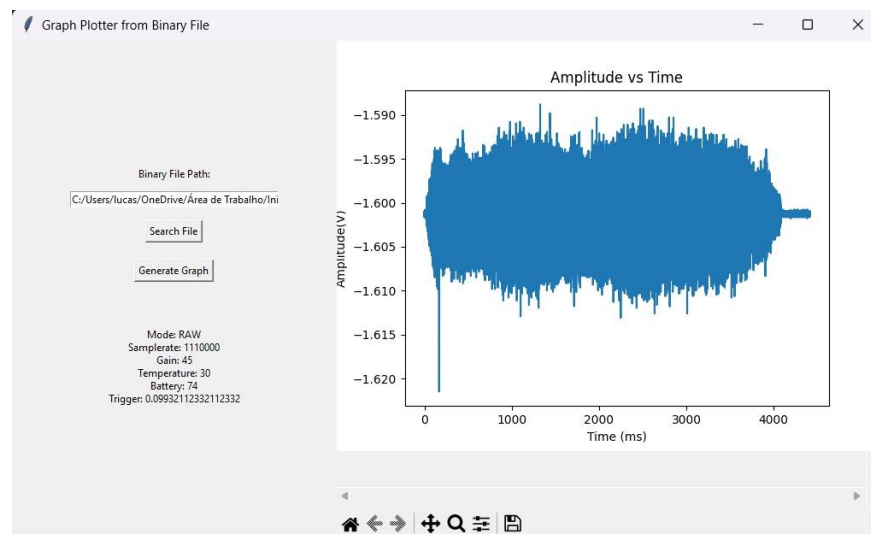 Graph Plotter from Binary File
Binary File Path:
C:/Users/lucas/OneDrive/Área de Trabalho/Ini
Search File
Generate Graph
Mode: RAW
Samplerate: 1110000
Gain: 45
Temperature: 30
Battery: 74
Trigger: 0.09932112332112332
Amplitude vs Time
−1.590
−1.595
−1.600
−1.605
−1.610
−1.615
−1.620
Amplitude(V)
0 1000 2000 3000 4000
Time (ms)